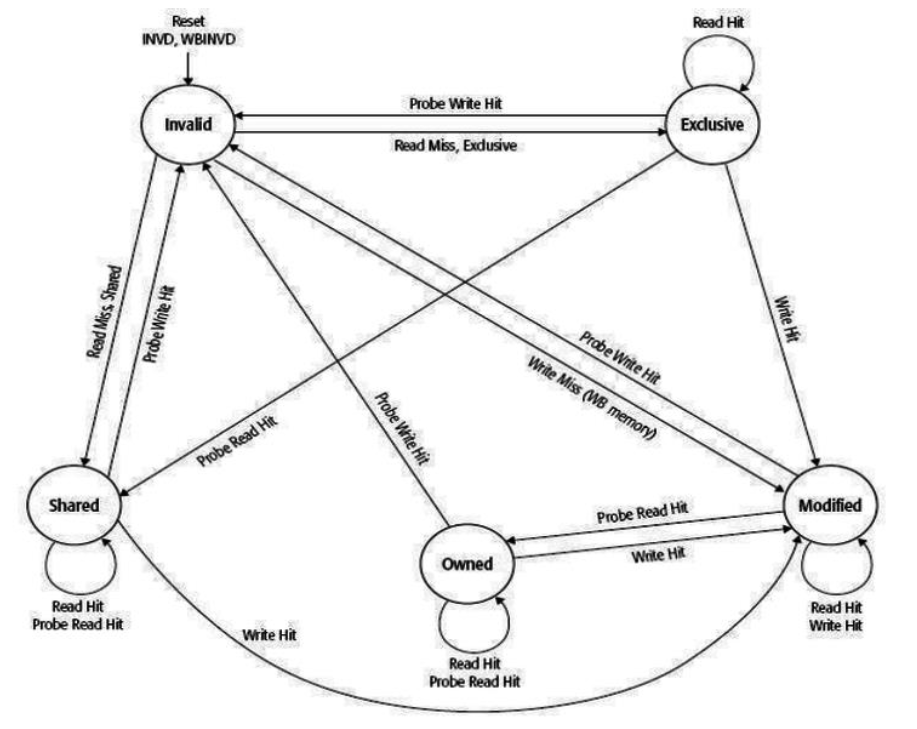 Reset
INVD, WBINVD
Read Hit
Invalid
Probe Write Hit
Exclusive
Read Miss, Exclusive
Read Miss, Shared
Probe Write Hit
Probe Read Hit
Probe Write Hit
Probe Write Hit
Write Miss (WB memory)
Write Hit
Shared
Modified
Probe Read Hit
Write Hit
Owned
Read Hit
Probe Read Hit
Write Hit
Read Hit
Probe Read Hit
Read Hit
Write Hit